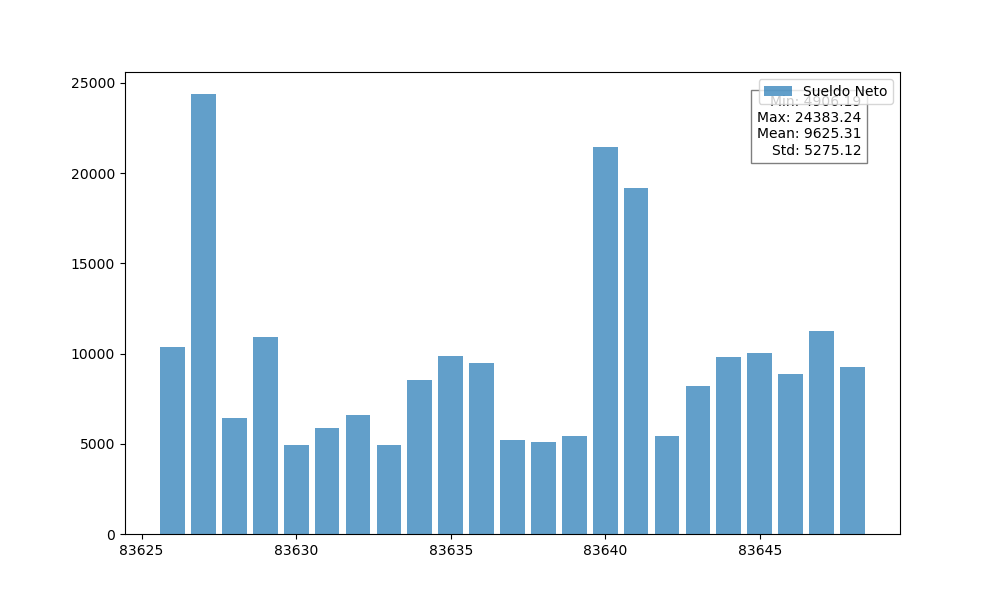 25000
20000
15000
10000
5000
0
83625
83630
83635
83640
83645
Sueldo Neto
Min: 4906.19
Max: 24383.24
Mean: 9625.31
Std: 5275.12